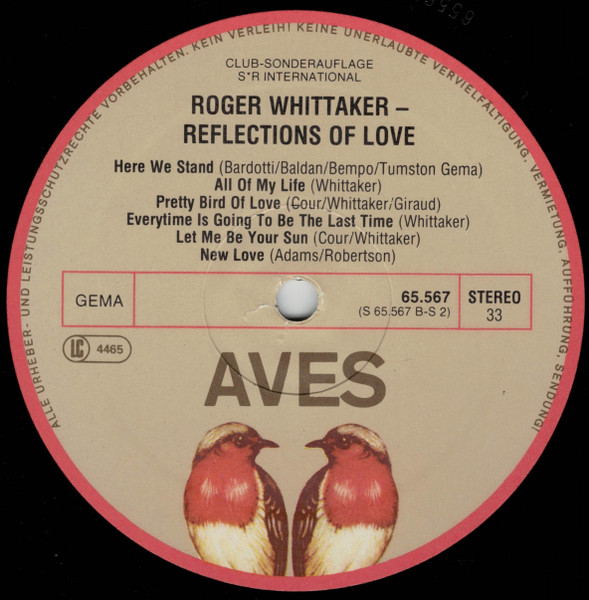 ALLE URHEBER- UND LEISTUNGSSCHUTZRECHTE VORBEHALTEN. KEIN VERLEIH! KEINE UNERLAUBTE VERVIELFÄLTIGUNG, VERMIETUNG, AUFFÜHRUNG, SENDUNG!
CLUB-SONDERAUFLAGE
S*R INTERNATIONAL
ROGER WHITTAKER –
REFLECTIONS OF LOVE
Here We Stand (Bardotti/Baldan/Bempo/Tumston Gema)
All Of My Life (Whittaker)
Pretty Bird Of Love (Cour/Whittaker/Giraud)
Everytime Is Going To Be The Last Time (Whittaker)
Let Me Be Your Sun (Cour/Whittaker)
New Love (Adams/Robertson)
GEMA
65.567
(S 65.567 B-S 2)
STEREO
33
LC 4465
AVES